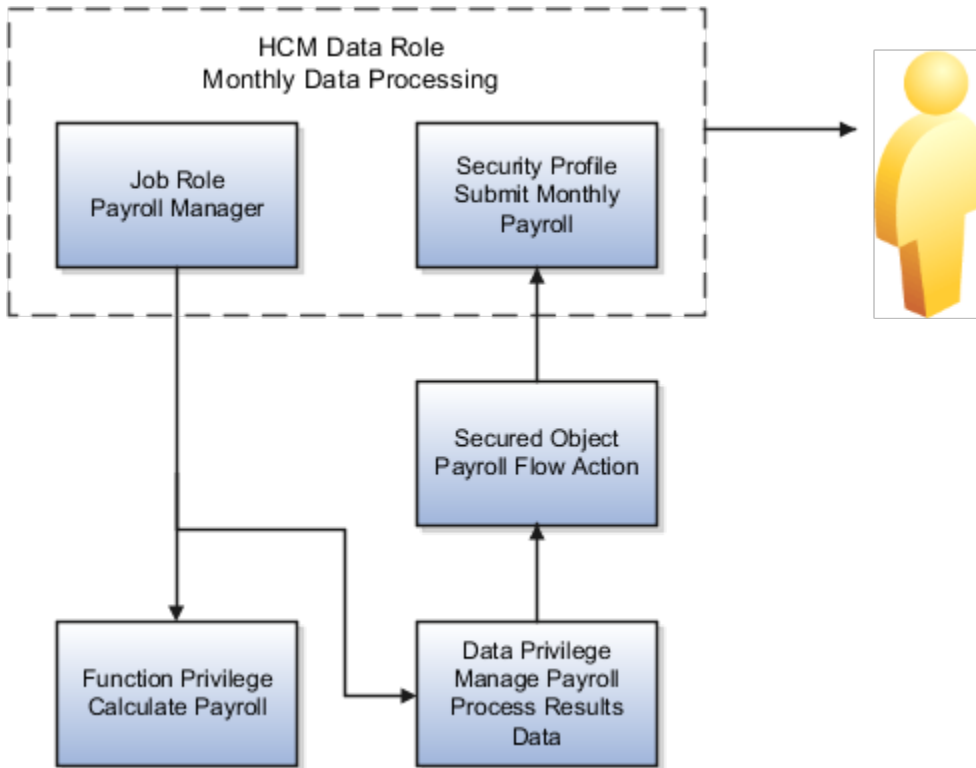 HCM Data Role
Monthly Data Processing
Job Role
Payroll Manager
Security Profile
Submit Monthly
Payroll
Secured Object
Payroll Flow Action
Function Privilege
Calculate Payroll
Data Privilege
Manage Payroll
Process Results
Data